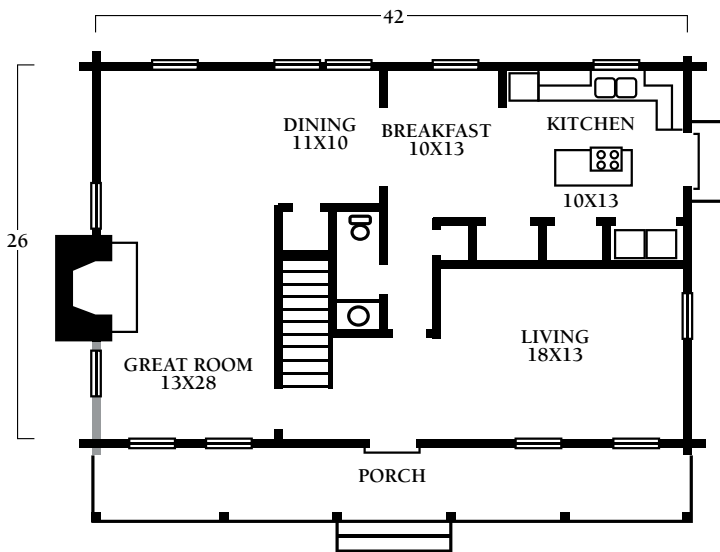 42
DINING
11X10
BREAKFAST
10X13
KITCHEN
10X13
26
GREAT ROOM
13X28
LIVING
18X13
PORCH